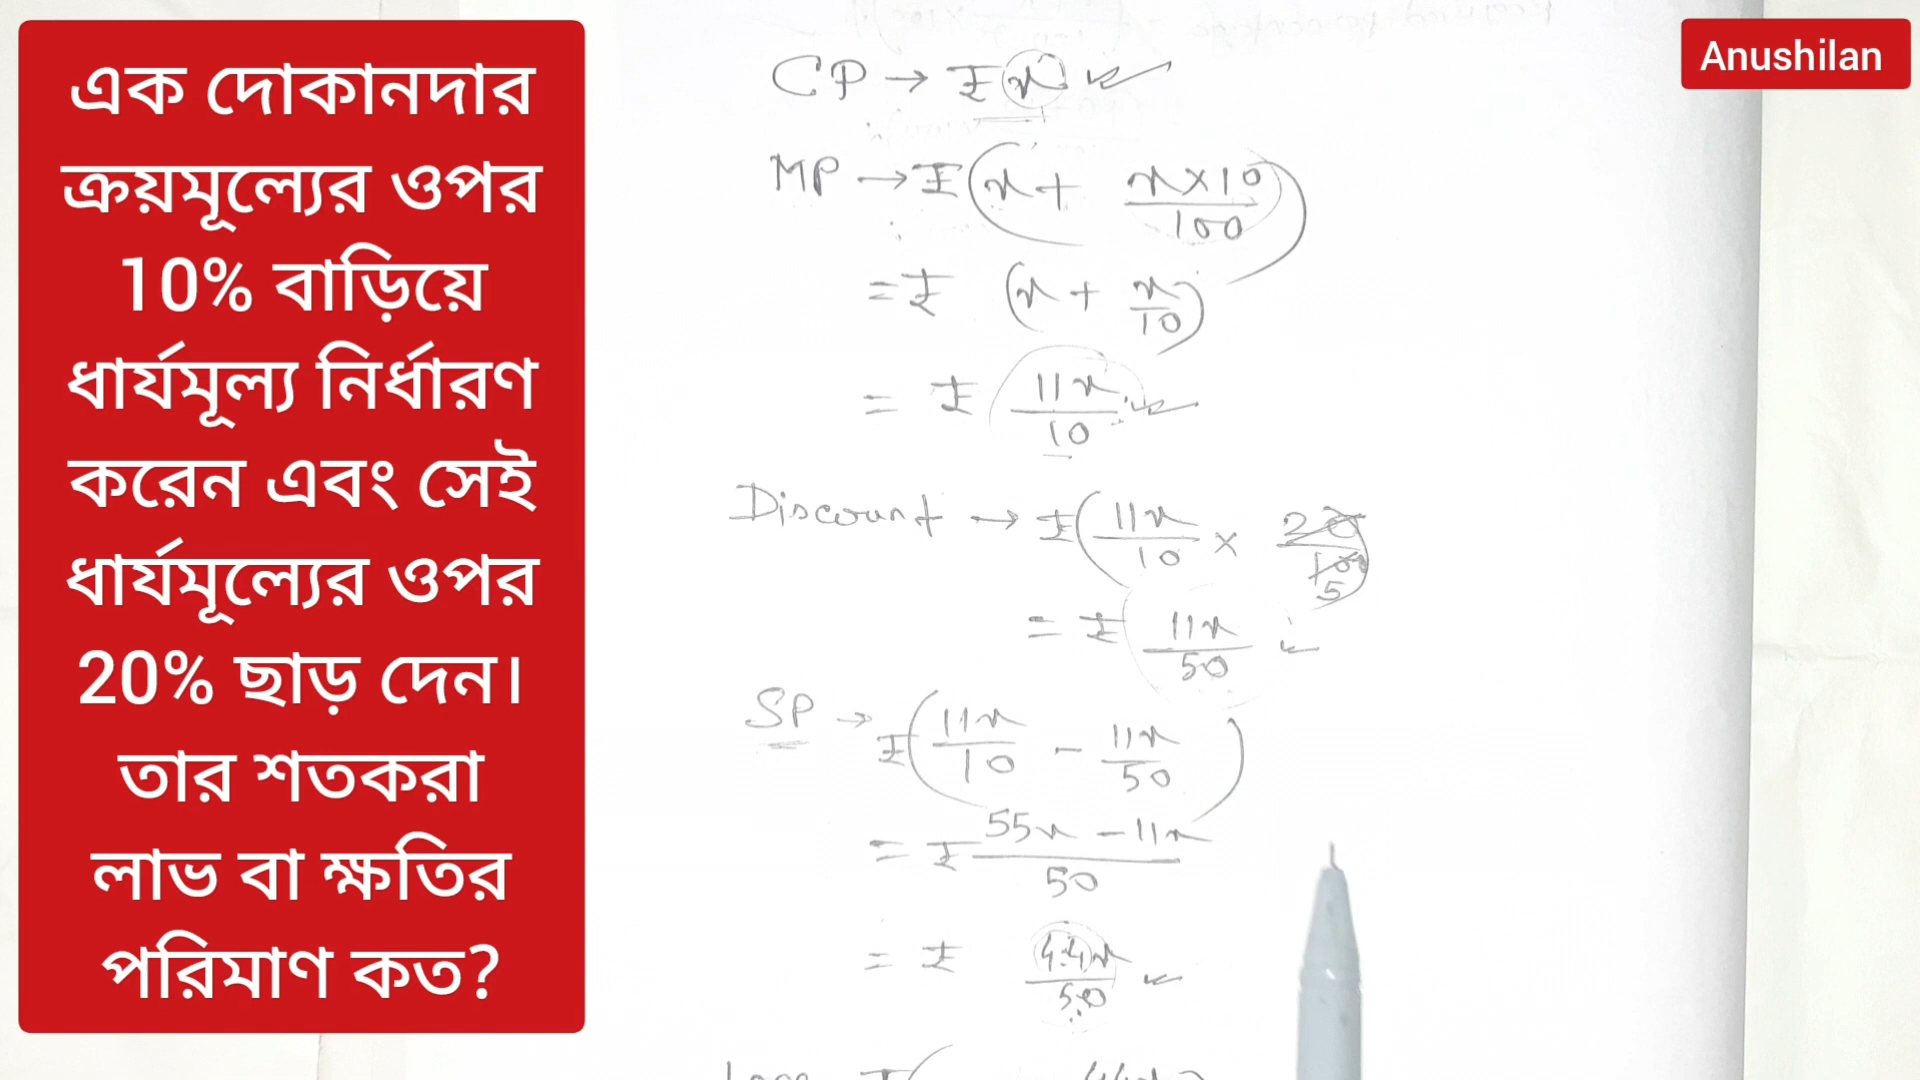 এক দোকানদার
ক্রয়মূল্যের ওপর
10% বাড়িয়ে
ধার্যমূল্য নির্ধারণ
করেন এবং সেই
ধার্যমূল্যের ওপর
20% ছাড় দেন।
তার শতকরা
লাভ বা ক্ষতির
পরিমাণ কত?
Anushilan
CP → ₹ x
MP → ₹ (x + x×10/100)
= ₹ (x + x/10)
= ₹ 11x/10
Discount → ₹ (11x/10 × 20/100)
5
= ₹ 11x/50
SP → ₹ (11x/10 − 11x/50)
= ₹ 55x − 11x/50
= ₹ 44x/50